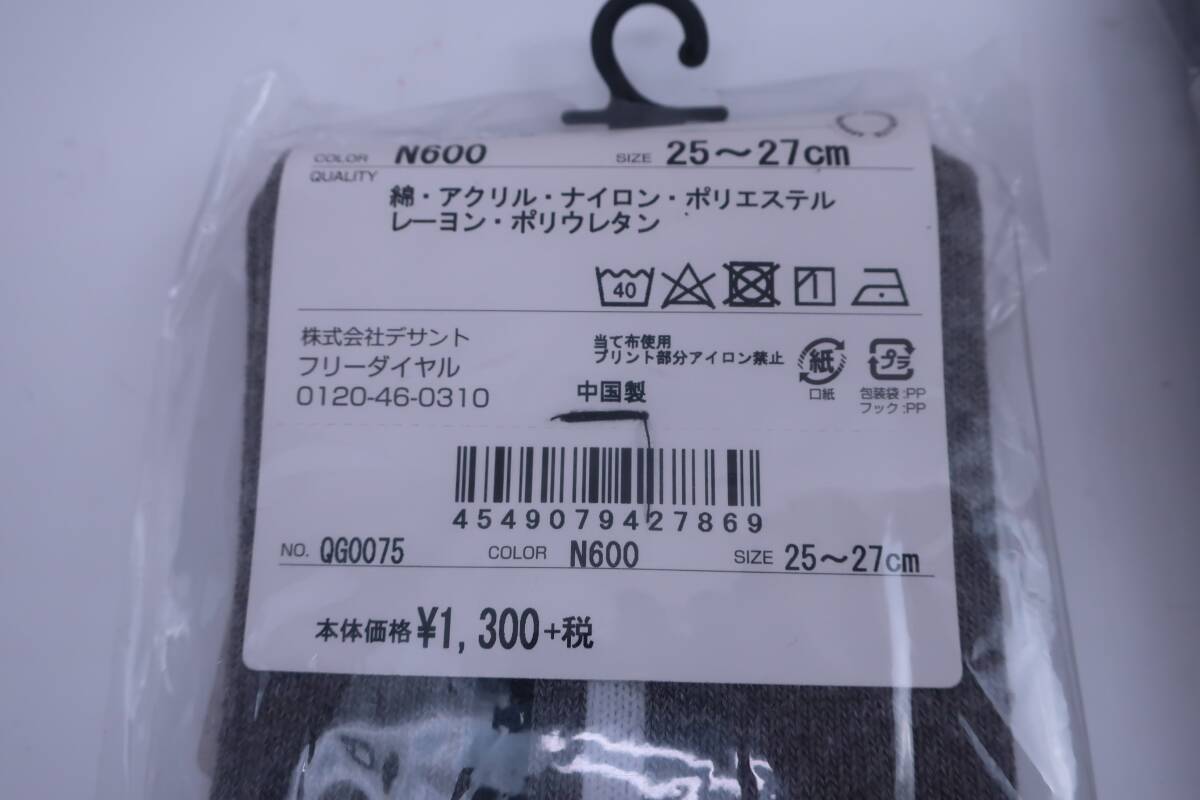 COLOR N600 SIZE 25～27cm
QUALITY
綿・アクリル・ナイロン・ポリエステル
レーヨン・ポリウレタン
40
株式会社デサント
フリーダイヤル
0120-46-0310
当て布使用
プリント部分アイロン禁止
中国製
紙
口紙
プラ
包装袋:PP
フック:PP
4549079427869
NO. QG0075 COLOR N600 SIZE 25～27cm
本体価格 ¥1,300+税